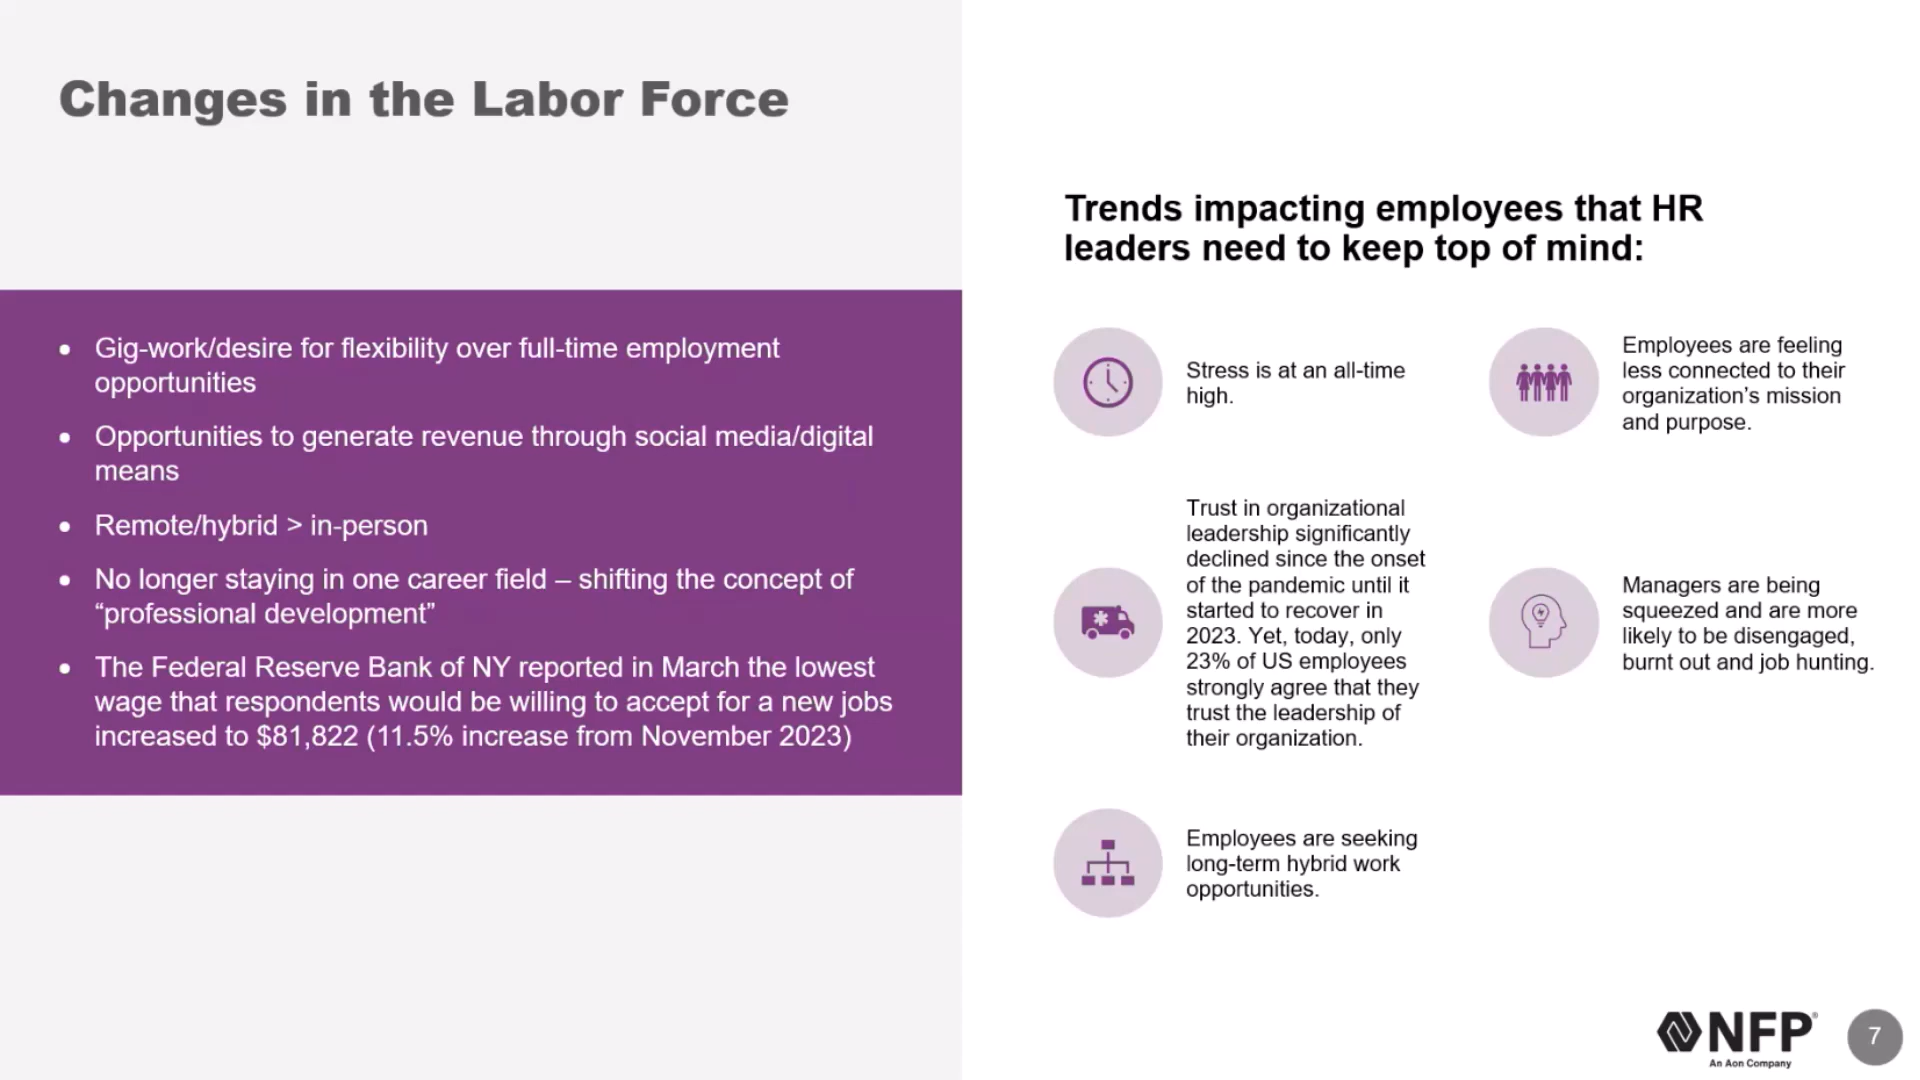 Changes in the Labor Force
• Gig-work/desire for flexibility over full-time employment
opportunities
• Opportunities to generate revenue through social media/digital
means
• Remote/hybrid > in-person
• No longer staying in one career field – shifting the concept of
“professional development”
• The Federal Reserve Bank of NY reported in March the lowest
wage that respondents would be willing to accept for a new jobs
increased to $81,822 (11.5% increase from November 2023)
Trends impacting employees that HR
leaders need to keep top of mind:
Stress is at an all-time
high.
Employees are feeling
less connected to their
organization’s mission
and purpose.
Trust in organizational
leadership significantly
declined since the onset
of the pandemic until it
started to recover in
2023. Yet, today, only
23% of US employees
strongly agree that they
trust the leadership of
their organization.
Managers are being
squeezed and are more
likely to be disengaged,
burnt out and job hunting.
Employees are seeking
long-term hybrid work
opportunities.
NFP®
An Aon Company
7